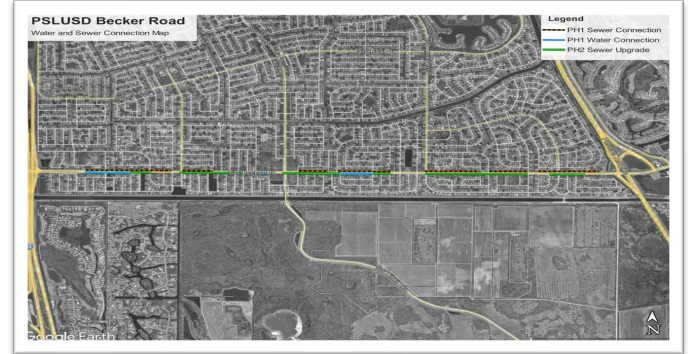 PSLUSD Becker Road
Water and Sewer Connection Map
Legend
PH1 Sewer Connection
PH1 Water Connection
PH2 Sewer Upgrade
Google Earth
N